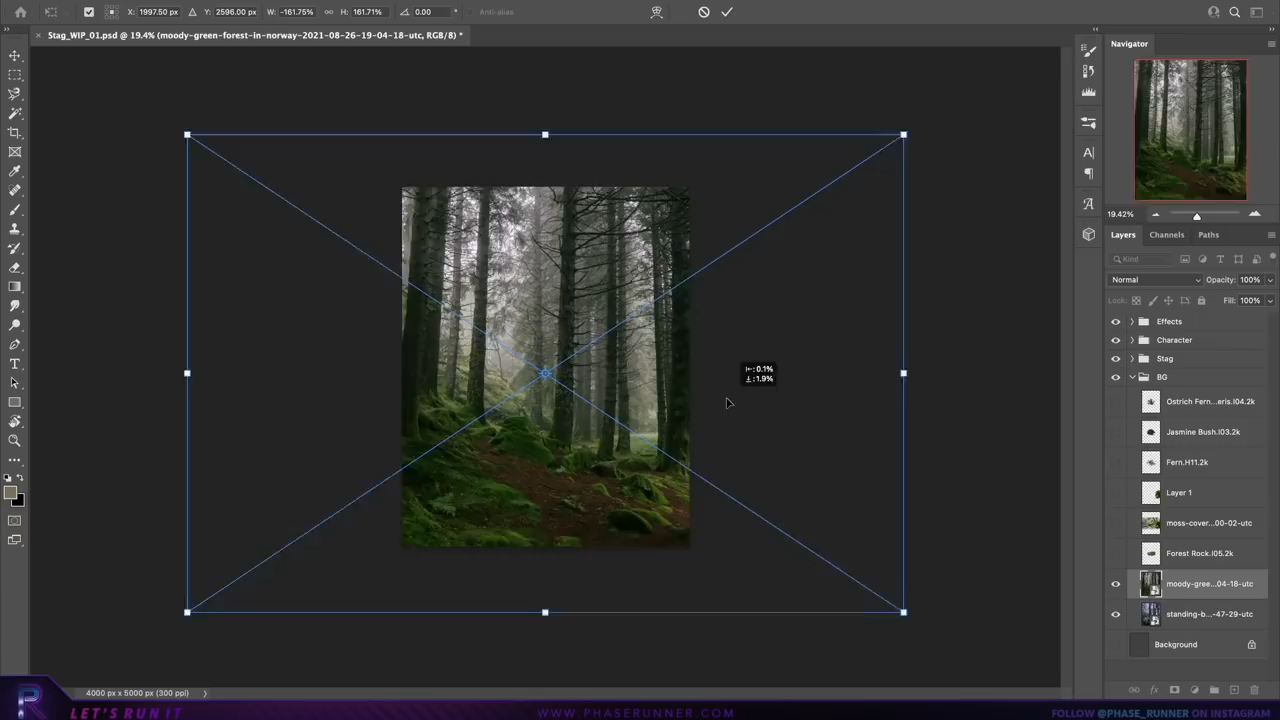 X: 1997.50 px
Y: 2596.00 px
W: -161.75%
H: 161.71%
0.00
°
Anti-alias
Stag_WIP_01.psd @ 19.4% (moody-green-forest-in-norway-2021-08-26-19-04-18-utc, RGB/8) *
Navigator
19.42%
Layers
Channels
Paths
Kind
Normal
Opacity: 100%
Lock:
Fill: 100%
Effects
Character
Stag
BG
Ostrich Fern...eris.I04.2k
Jasmine Bush.I03.2k
Fern.H11.2k
Layer 1
moss-cover...00-02-utc
Forest Rock.I05.2k
moody-gree...04-18-utc
standing-b...-47-29-utc
Background
: 0.1%
: 1.9%
4000 px x 5000 px (300 ppi)
LET'S RUN IT
WWW.PHASERUNNER.COM
FOLLOW @PHASE_RUNNER ON INSTAGRAM